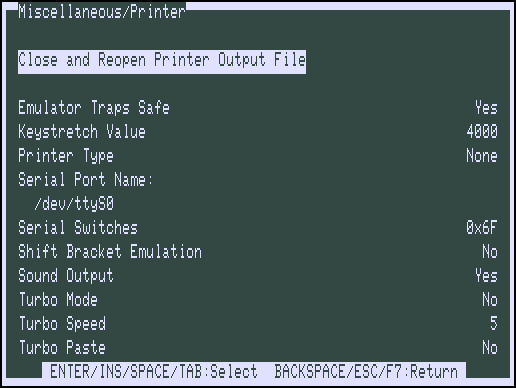 Miscellaneous/Printer
Close and Reopen Printer Output File
Emulator Traps Safe Yes
Keystretch Value 4000
Printer Type None
Serial Port Name:
/dev/ttyS0
Serial Switches 0x6F
Shift Bracket Emulation No
Sound Output Yes
Turbo Mode No
Turbo Speed 5
Turbo Paste No
ENTER/INS/SPACE/TAB:Select BACKSPACE/ESC/F7:Return